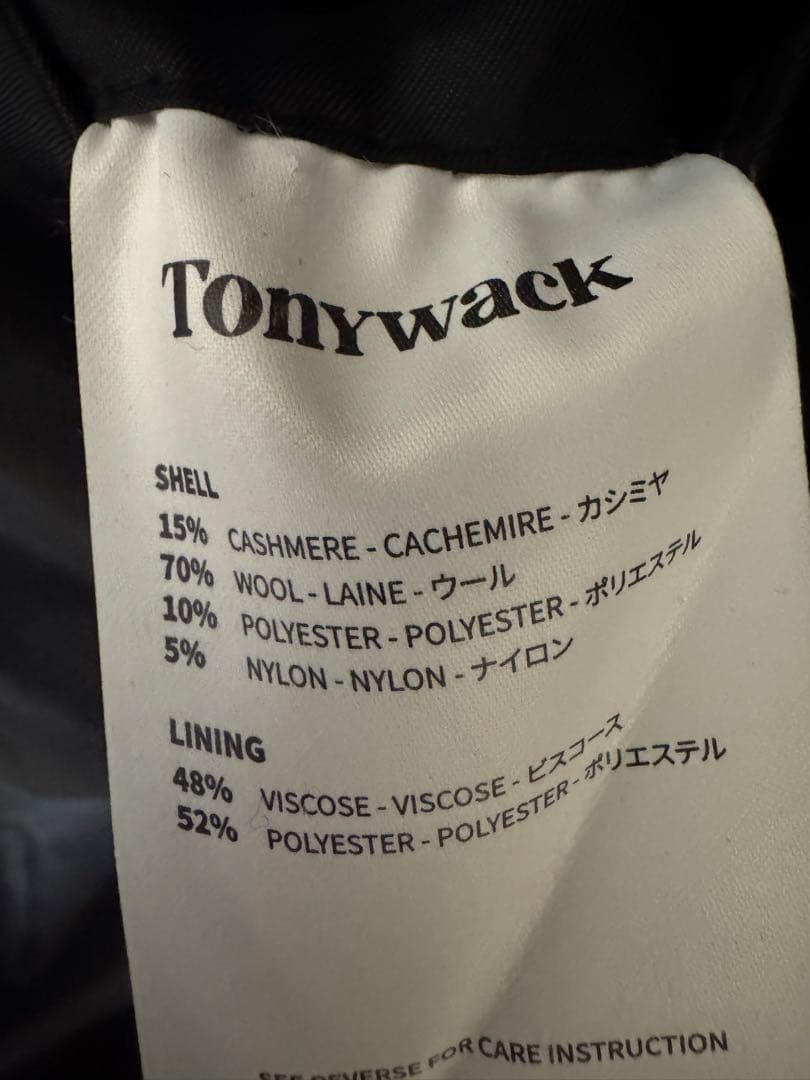 Tonywack
SHELL
15% CASHMERE - CACHEMIRE - カシミヤ
70% WOOL - LAINE - ウール
10% POLYESTER - POLYESTER - ポリエステル
5% NYLON - NYLON - ナイロン
LINING
48% VISCOSE - VISCOSE - ビスコース
52% POLYESTER - POLYESTER - ポリエステル
SEE REVERSE FOR CARE INSTRUCTION